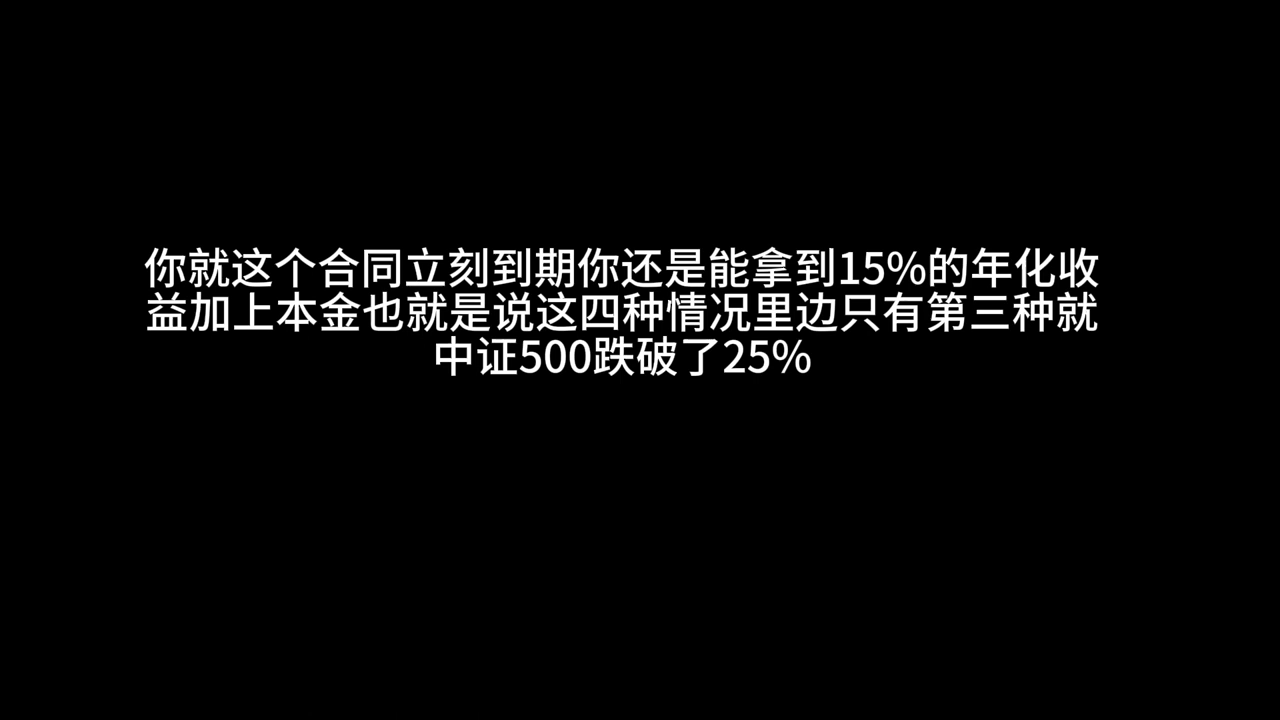 你就这个合同立刻到期你还是能拿到15%的年化收
益加上本金也就是说这四种情况里边只有第三种就
中证500跌破了25%